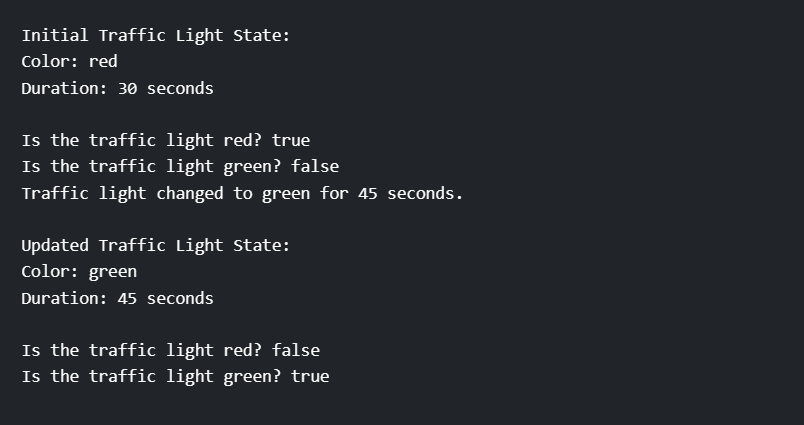 Initial Traffic Light State:
Color: red
Duration: 30 seconds
Is the traffic light red? true
Is the traffic light green? false
Traffic light changed to green for 45 seconds.
Updated Traffic Light State:
Color: green
Duration: 45 seconds
Is the traffic light red? false
Is the traffic light green? true